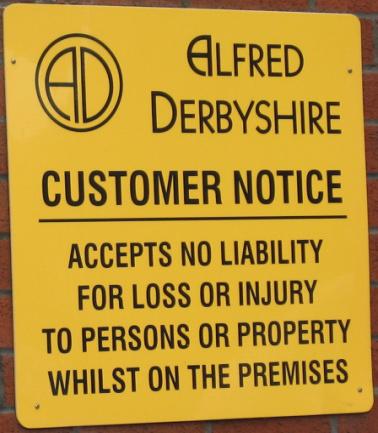 AD
ALFRED
DERBYSHIRE
CUSTOMER NOTICE
ACCEPTS NO LIABILITY
FOR LOSS OR INJURY
TO PERSONS OR PROPERTY
WHILST ON THE PREMISES